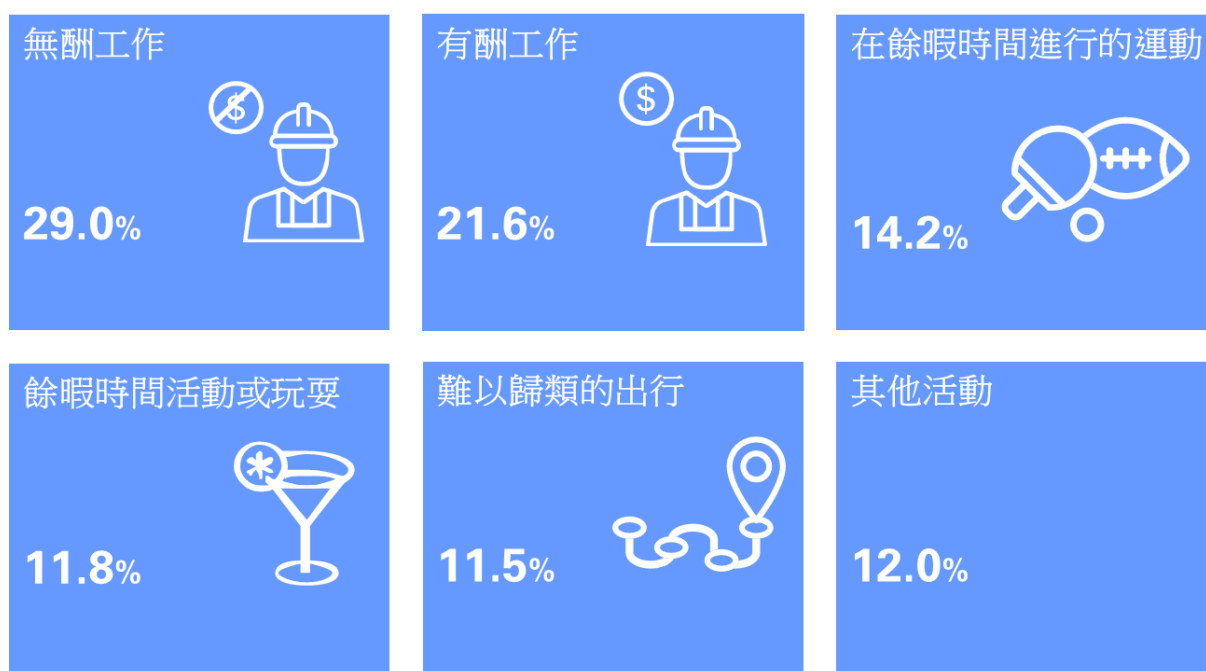 無酬工作
$
29.0%
有酬工作
$
21.6%
在餘暇時間進行的運動
14.2%
餘暇時間活動或玩耍
11.8%
難以歸類的出行
11.5%
其他活動
12.0%